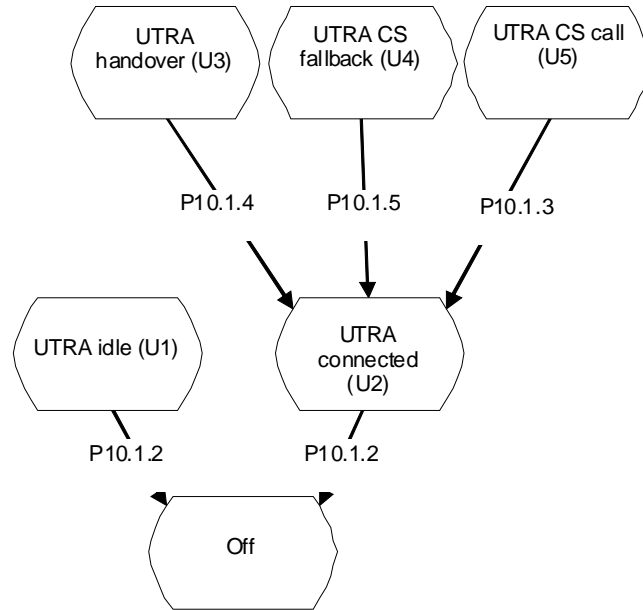 UTRA
handover (U3)
UTRA CS
fallback (U4)
UTRA CS call
(U5)
P10.1.4
P10.1.5
P10.1.3
UTRA idle (U1)
UTRA
connected
(U2)
P10.1.2
P10.1.2
Off